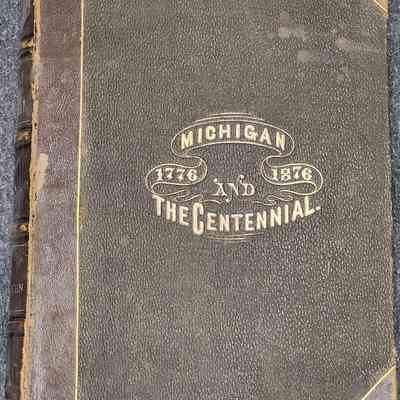 MICHIGAN
1776 AND 1876
THE CENTENNIAL.